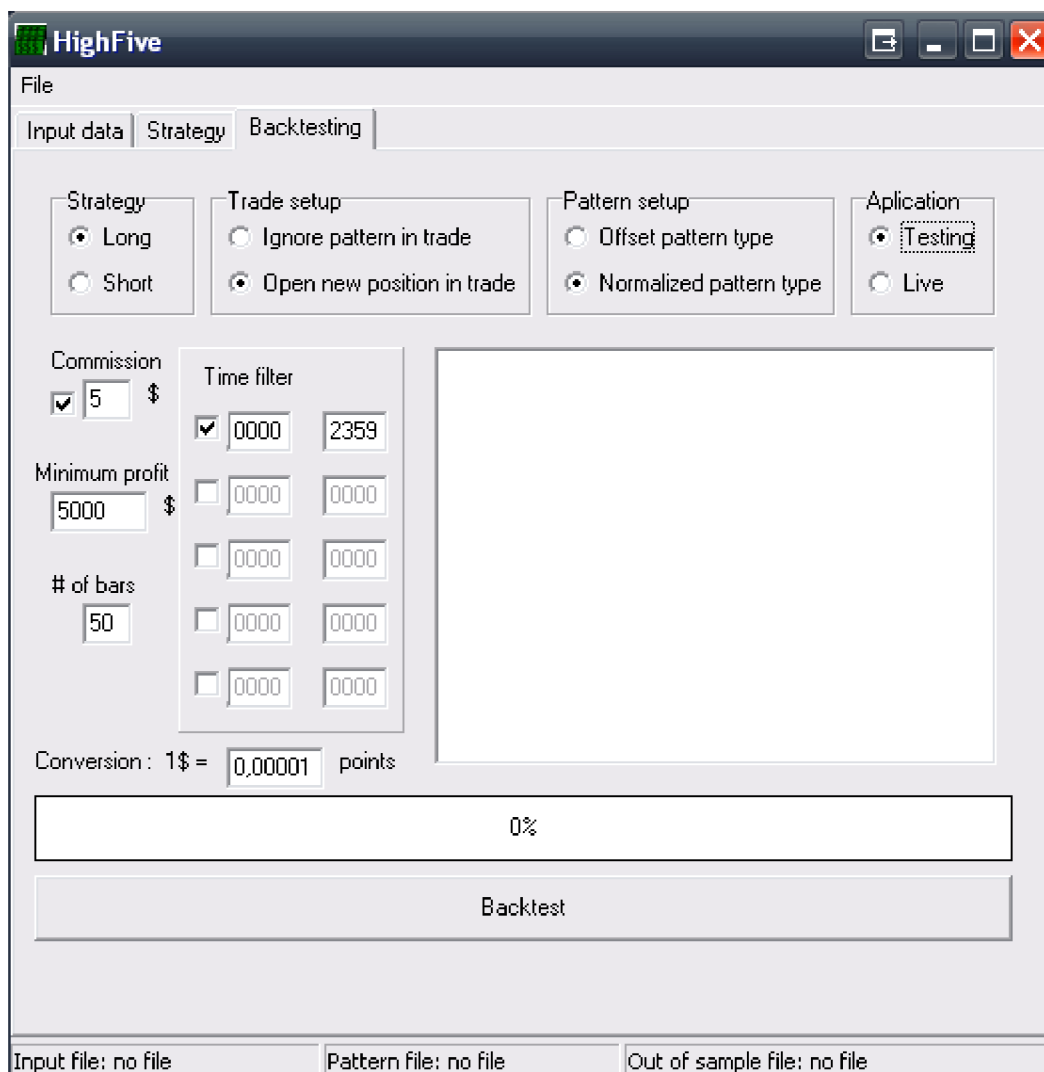 HighFive
File
Input data Strategy Backtesting
Strategy Trade setup Pattern setup Aplication
Long Ignore pattern in trade Offset pattern type Testing
Short Open new position in trade Normalized pattern type Live
Commission
5 $
Time filter
0000 2359
Minimum profit
5000 $
0000 0000
0000 0000
# of bars
50
0000 0000
0000 0000
Conversion : 1$ = 0,00001 points
0%
Backtest
Input file: no file Pattern file: no file Out of sample file: no file